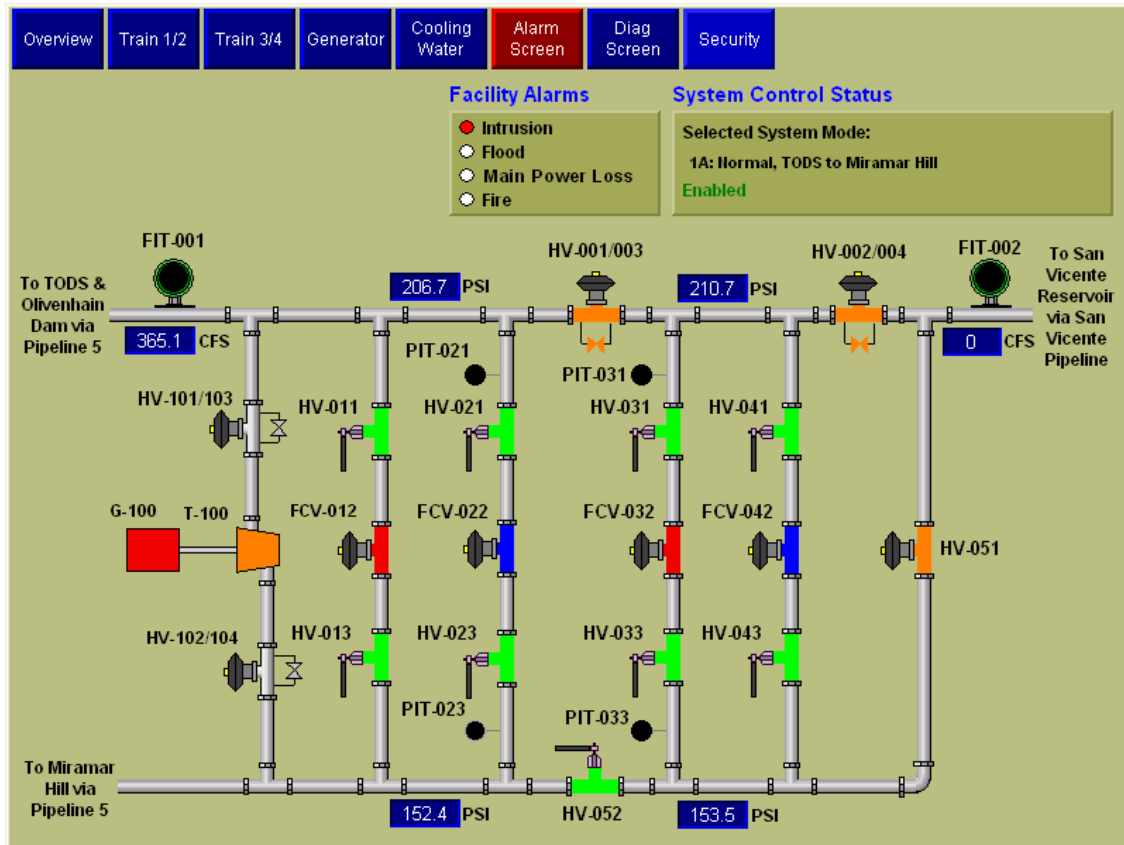 Overview
Train 1/2
Train 3/4
Generator
Cooling
Water
Alarm
Screen
Diag
Screen
Security
Facility Alarms
Intrusion
Flood
Main Power Loss
Fire
System Control Status
Selected System Mode:
1A: Normal, TODS to Miramar Hill
Enabled
FIT-001
HV-001/003
HV-002/004
FIT-002
To TODS &
Olivenhain
Dam via
Pipeline 5
206.7 PSI
210.7 PSI
To San
Vicente
Reservoir
via San
Vicente
Pipeline
365.1 CFS
0 CFS
PIT-021
PIT-031
HV-101/103
HV-011
HV-021
HV-031
HV-041
G-100
T-100
FCV-012
FCV-022
FCV-032
FCV-042
HV-051
HV-102/104
HV-013
HV-023
HV-033
HV-043
PIT-023
PIT-033
To Miramar
Hill via
Pipeline 5
152.4 PSI
HV-052
153.5 PSI